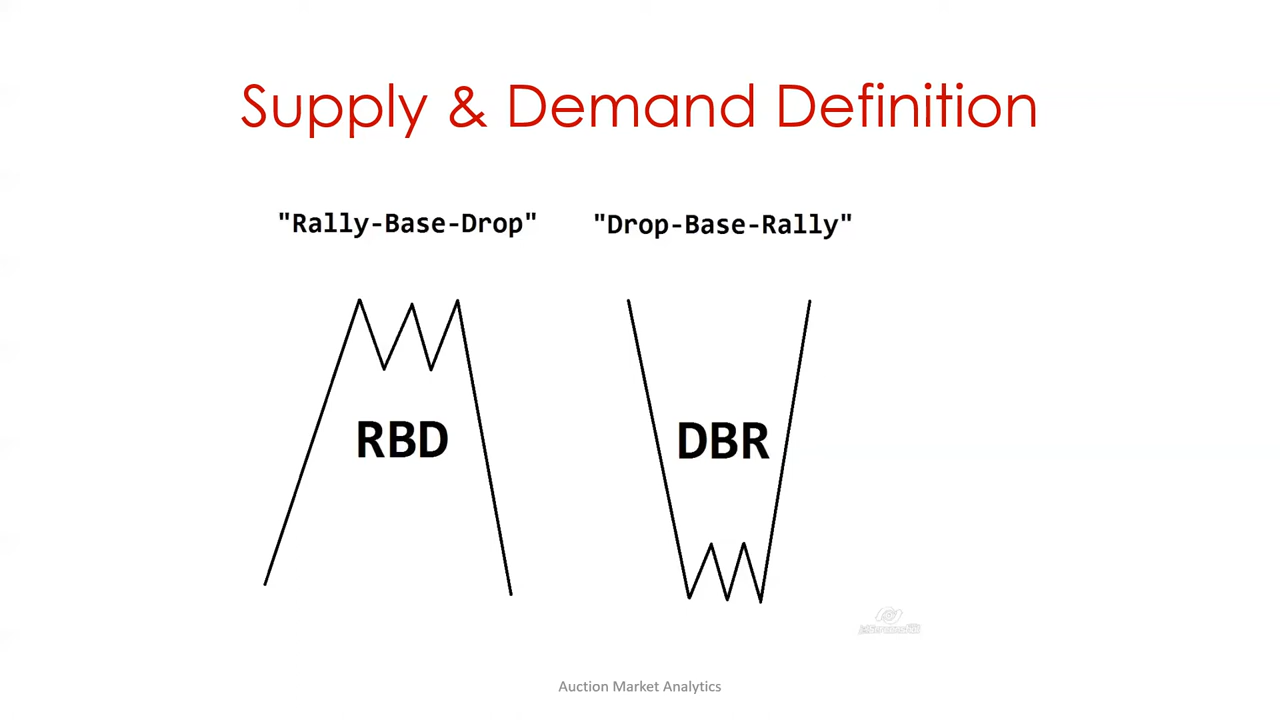 Supply & Demand Definition
"Rally-Base-Drop" "Drop-Base-Rally"
RBD DBR
Auction Market Analytics